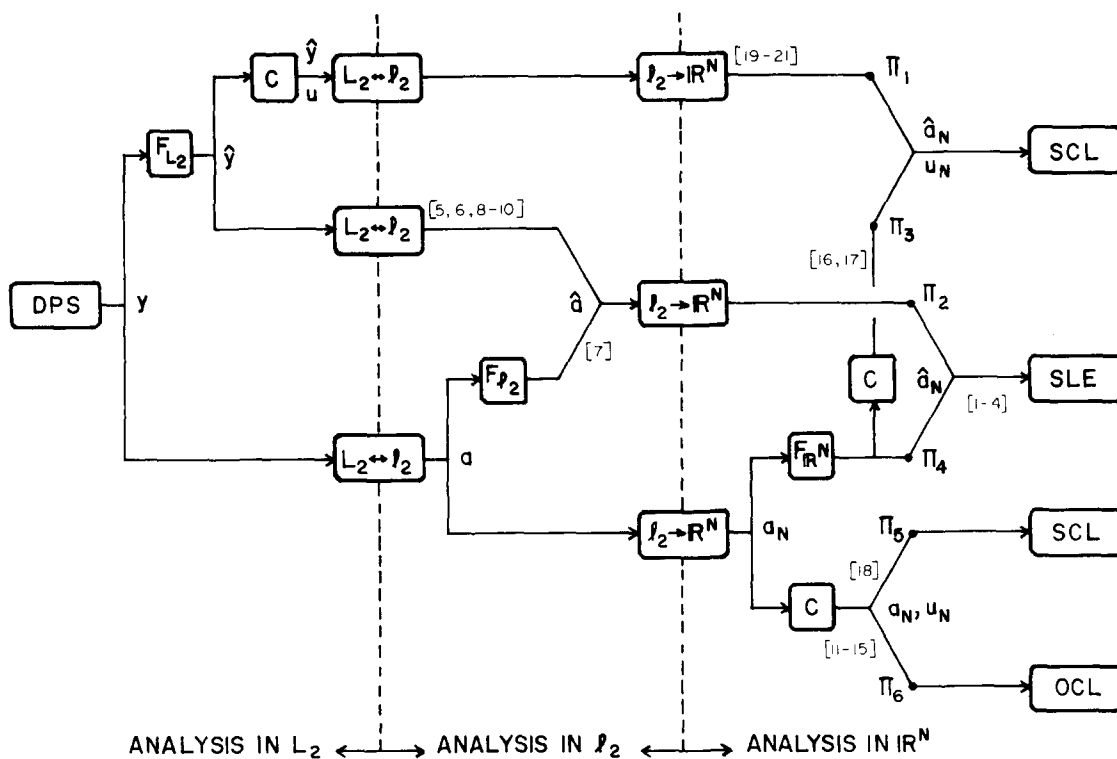 ŷ
C
u
L₂↔ℓ₂
ℓ₂→ℝᴺ
[19-21]
Π₁
F_L₂
ŷ
â_N
u_N
SCL
L₂↔ℓ₂
[5,6,8-10]
Π₃
[16,17]
DPS
y
â
ℓ₂→ℝᴺ
Π₂
[7]
F_ℓ₂
C
â_N
SLE
[1-4]
L₂↔ℓ₂
a
F_ℝᴺ
Π₄
ℓ₂→ℝᴺ
a_N
Π₅
SCL
[18]
C
a_N, u_N
[11-15]
Π₆
OCL
ANALYSIS IN L₂
ANALYSIS IN ℓ₂
ANALYSIS IN ℝᴺ